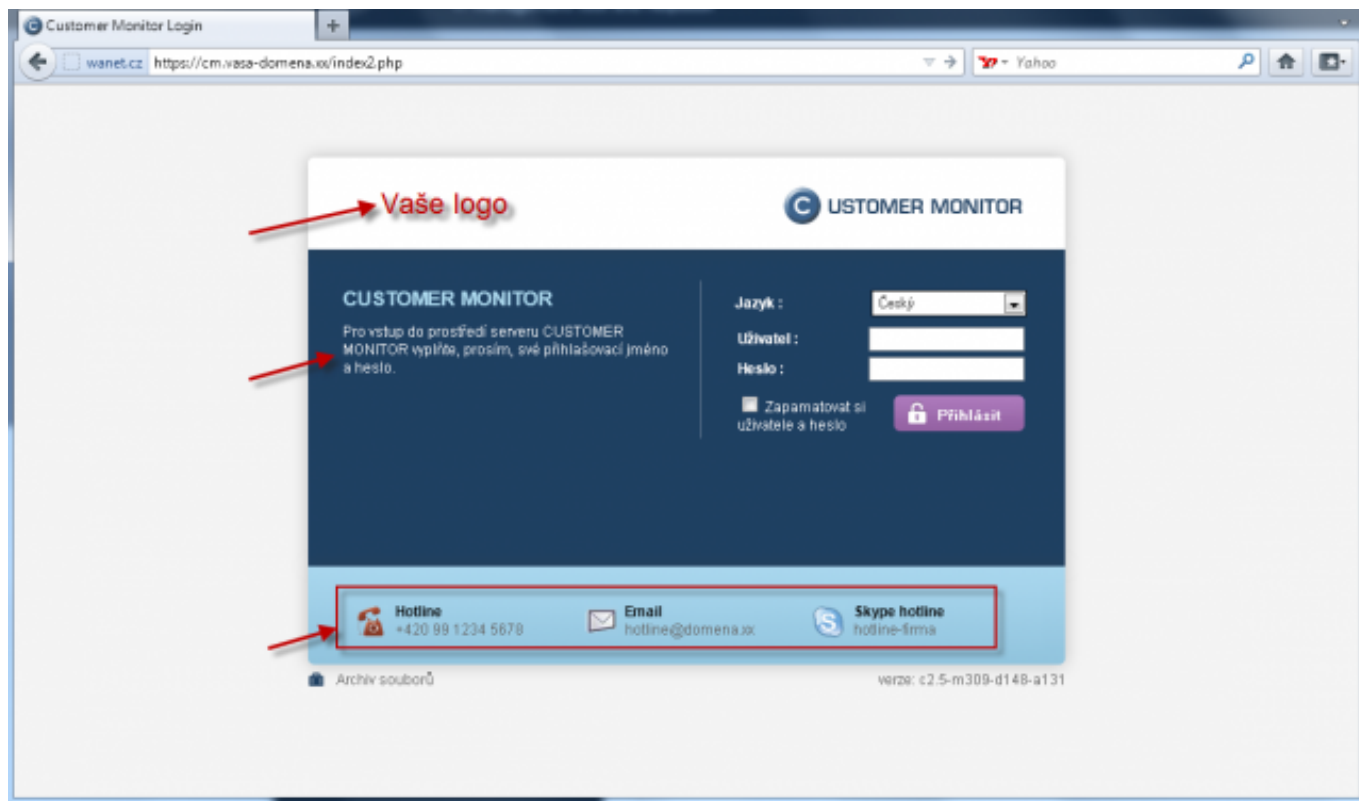 Customer Monitor Login
wanet.cz https://cm.vasa-domena.xx/index2.php
Yahoo
Vaše logo
C USTOMER MONITOR
CUSTOMER MONITOR
Pro vstup do prostředí serveru CUSTOMER
MONITOR vyplňte, prosím, své přihlašovací jméno
a heslo.
Jazyk :
Český
Uživatel :
Heslo :
Zapamatovat si
uživatele a heslo
Přihlásit
Hotline
+420 99 1234 5678
Email
hotline@domena.xx
Skype hotline
hotline-firma
Archiv souborů
verze: c2.5-m309-d148-a131